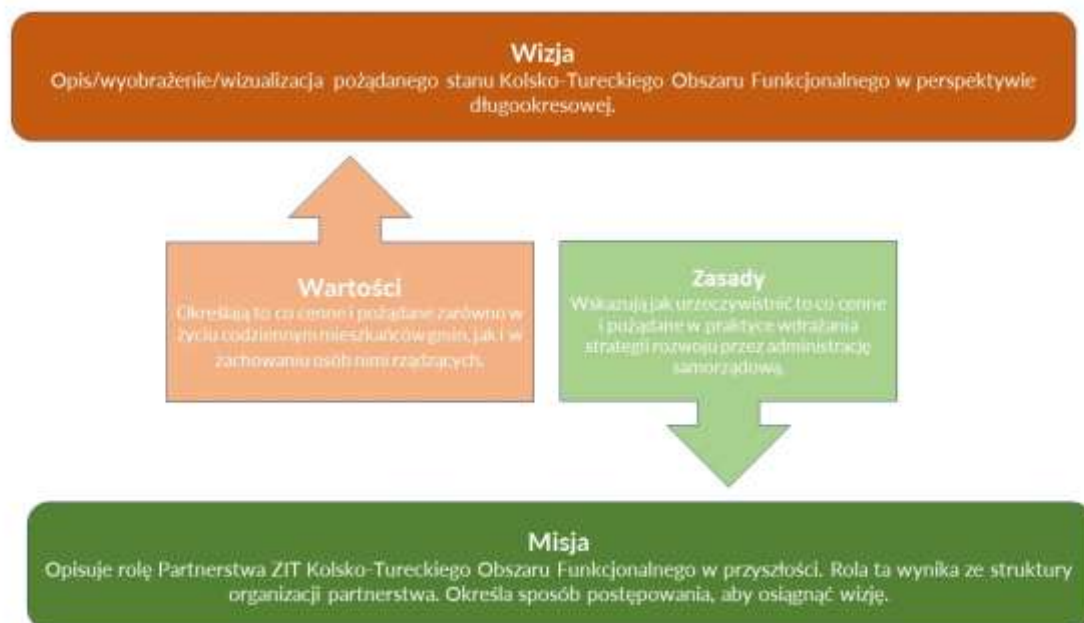 Wizja
Opis/wyobrażenie/wizualizacja pożądanego stanu Kolsko-Tureckiego Obszaru Funkcjonalnego w perspektywie
długookresowej.
Wartości
Określają to co cenne i pożądane zarówno w
życiu codziennym mieszkańców gmin, jak i w
zachowaniu osób nimi rządzących.
Zasady
Wskazują jak urzeczywistnić to co cenne
i pożądane w praktyce wdrażania
strategii rozwoju przez administrację
samorządową.
Misja
Opisuje rolę Partnerstwa ZIT Kolsko-Tureckiego Obszaru Funkcjonalnego w przyszłości. Rola ta wynika ze struktury
organizacji partnerstwa. Określa sposób postępowania, aby osiągnąć wizję.